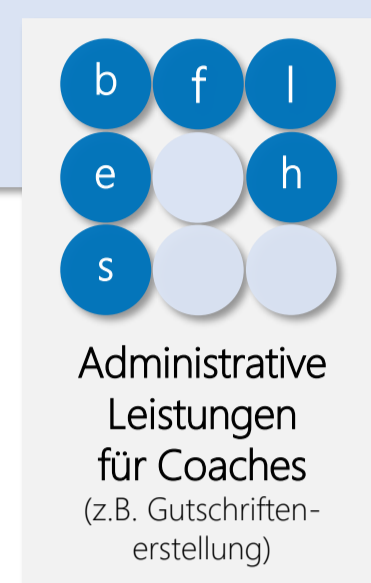 b f l
e h
s
Administrative
Leistungen
für Coaches
(z.B. Gutschriften-
erstellung)